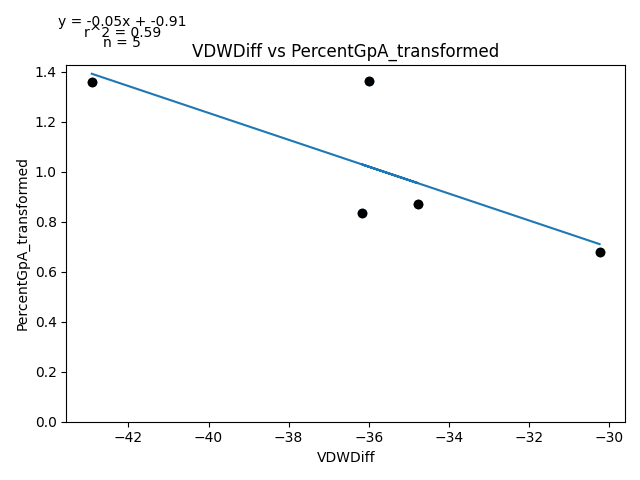 y = -0.05x + -0.91
r^2 = 0.59
n = 5
VDWDiff vs PercentGpA_transformed
PercentGpA_transformed
1.4
1.2
1.0
0.8
0.6
0.4
0.2
0.0
−42
−40
−38
−36
−34
−32
−30
VDWDiff